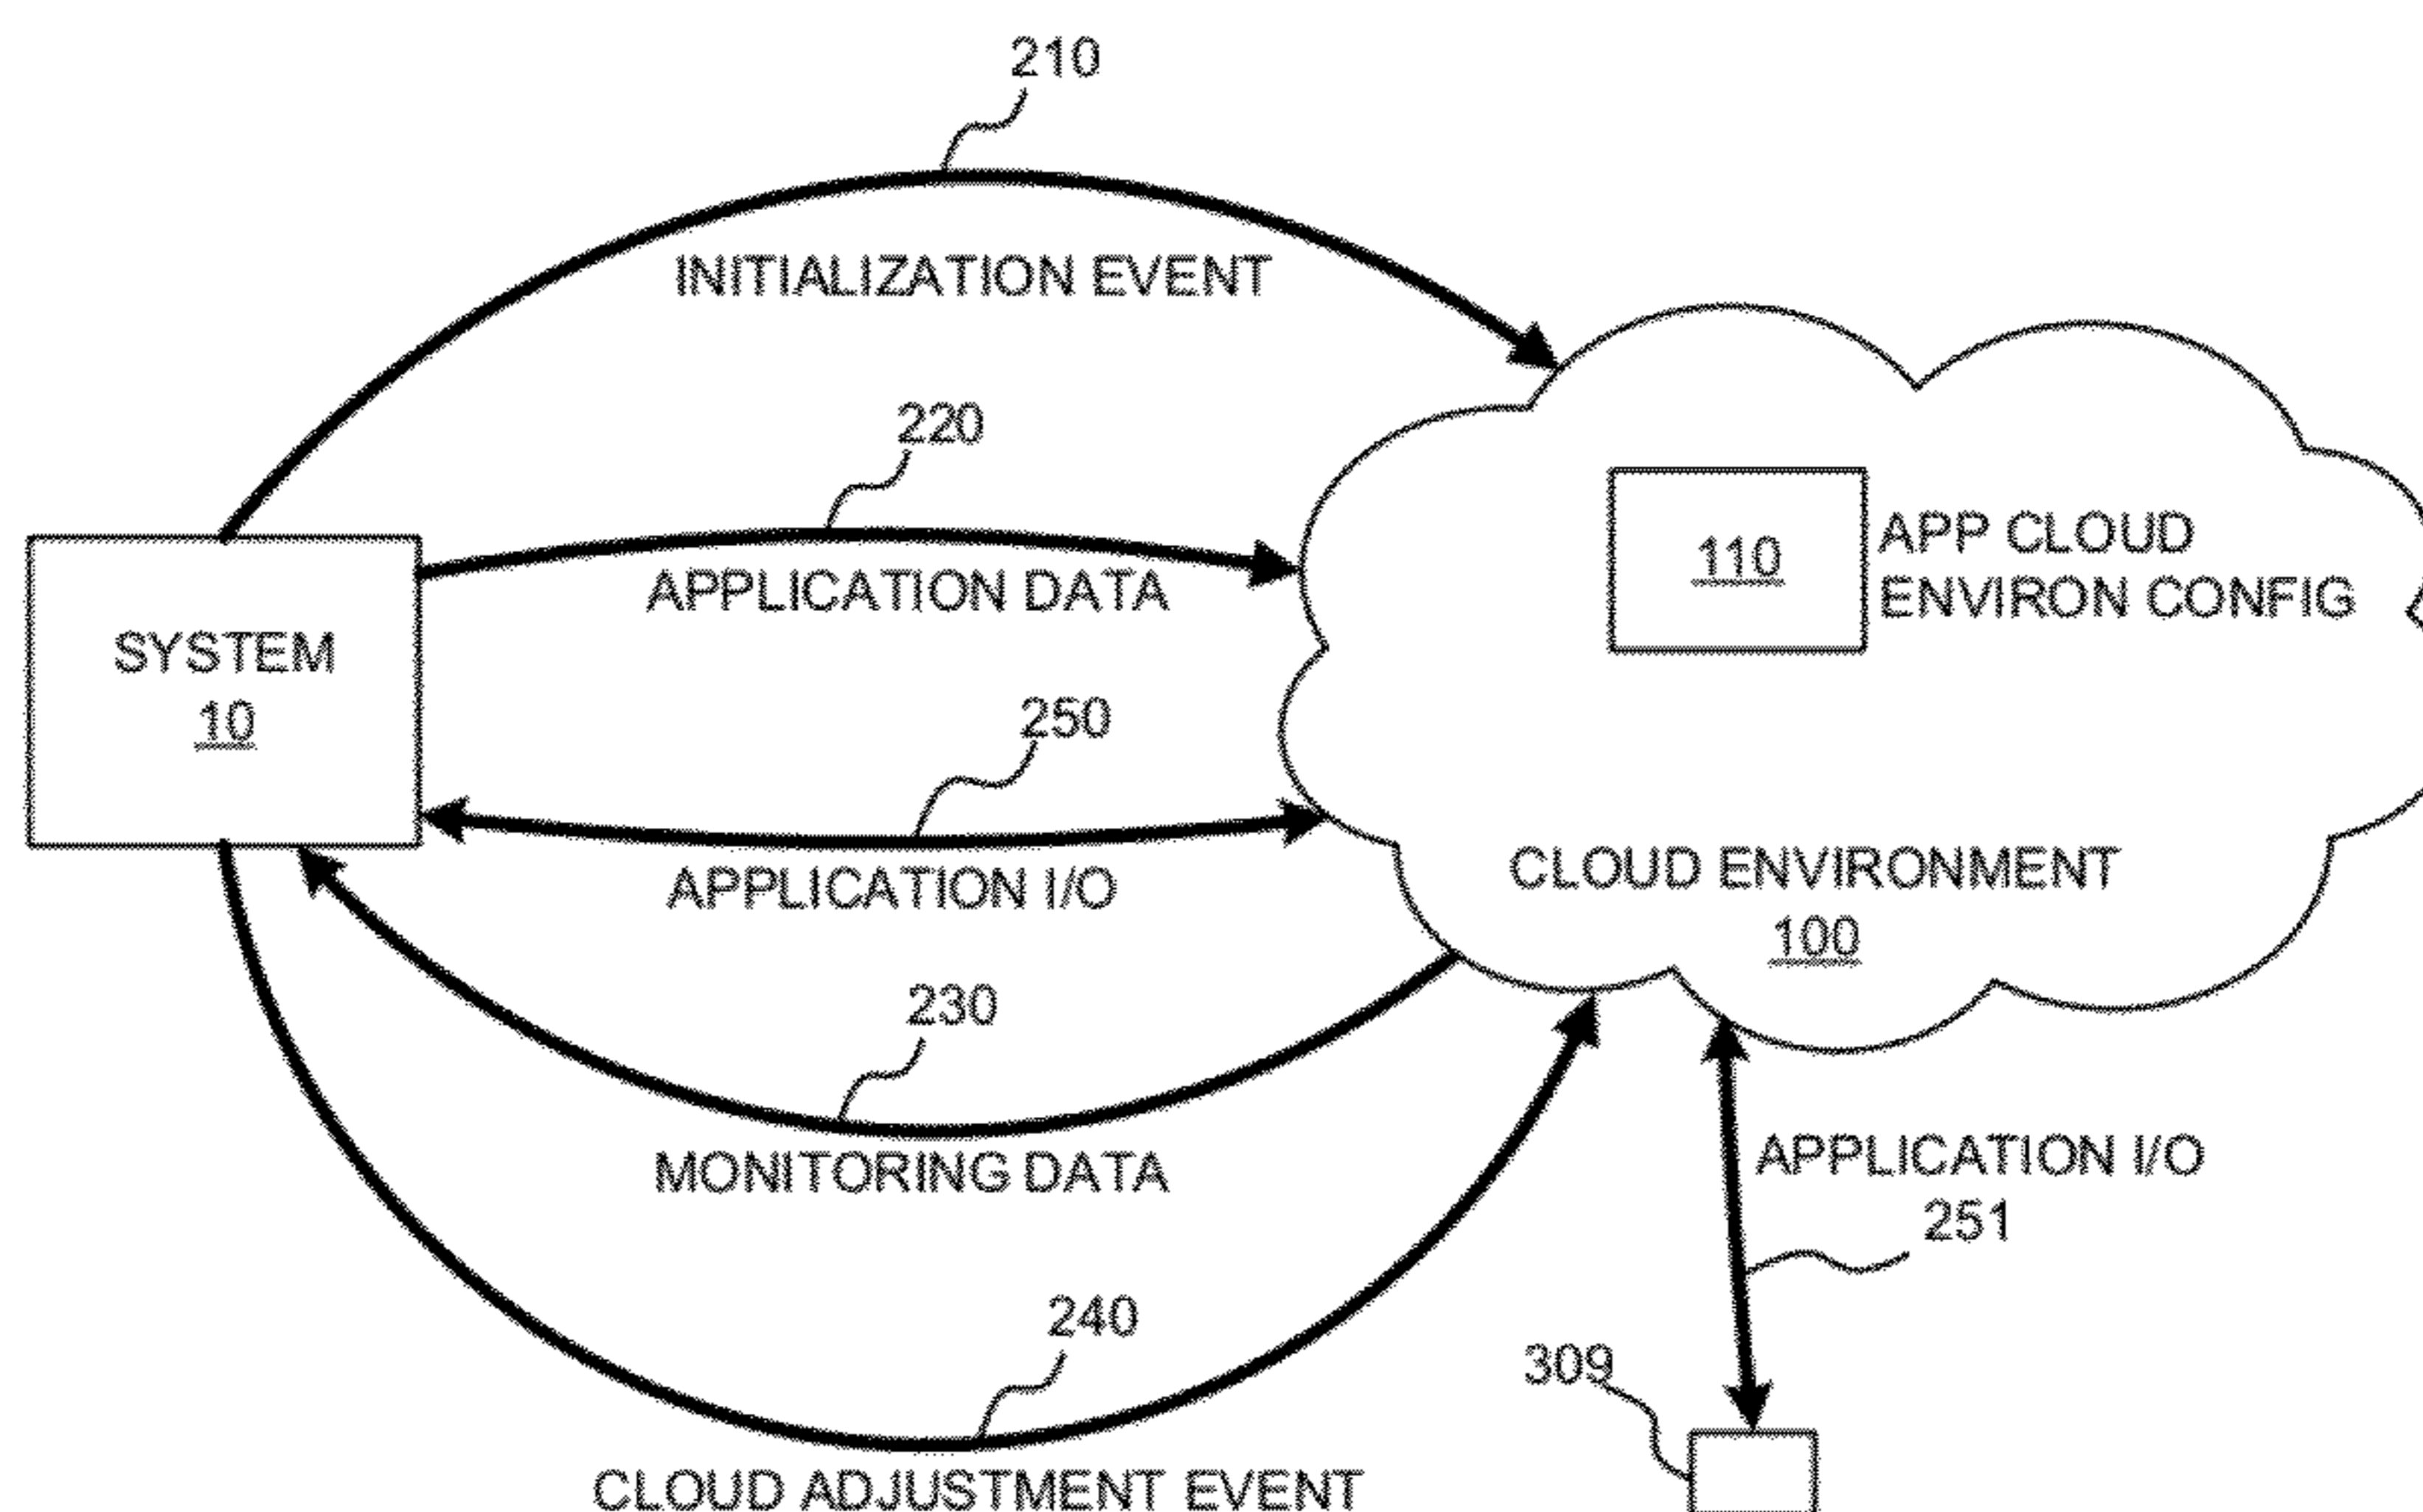 210
INITIALIZATION EVENT
220
APPLICATION DATA
SYSTEM
10
110
APP CLOUD
ENVIRON CONFIG
250
APPLICATION I/O
CLOUD ENVIRONMENT
100
230
MONITORING DATA
APPLICATION I/O
251
240
309
CLOUD ADJUSTMENT EVENT